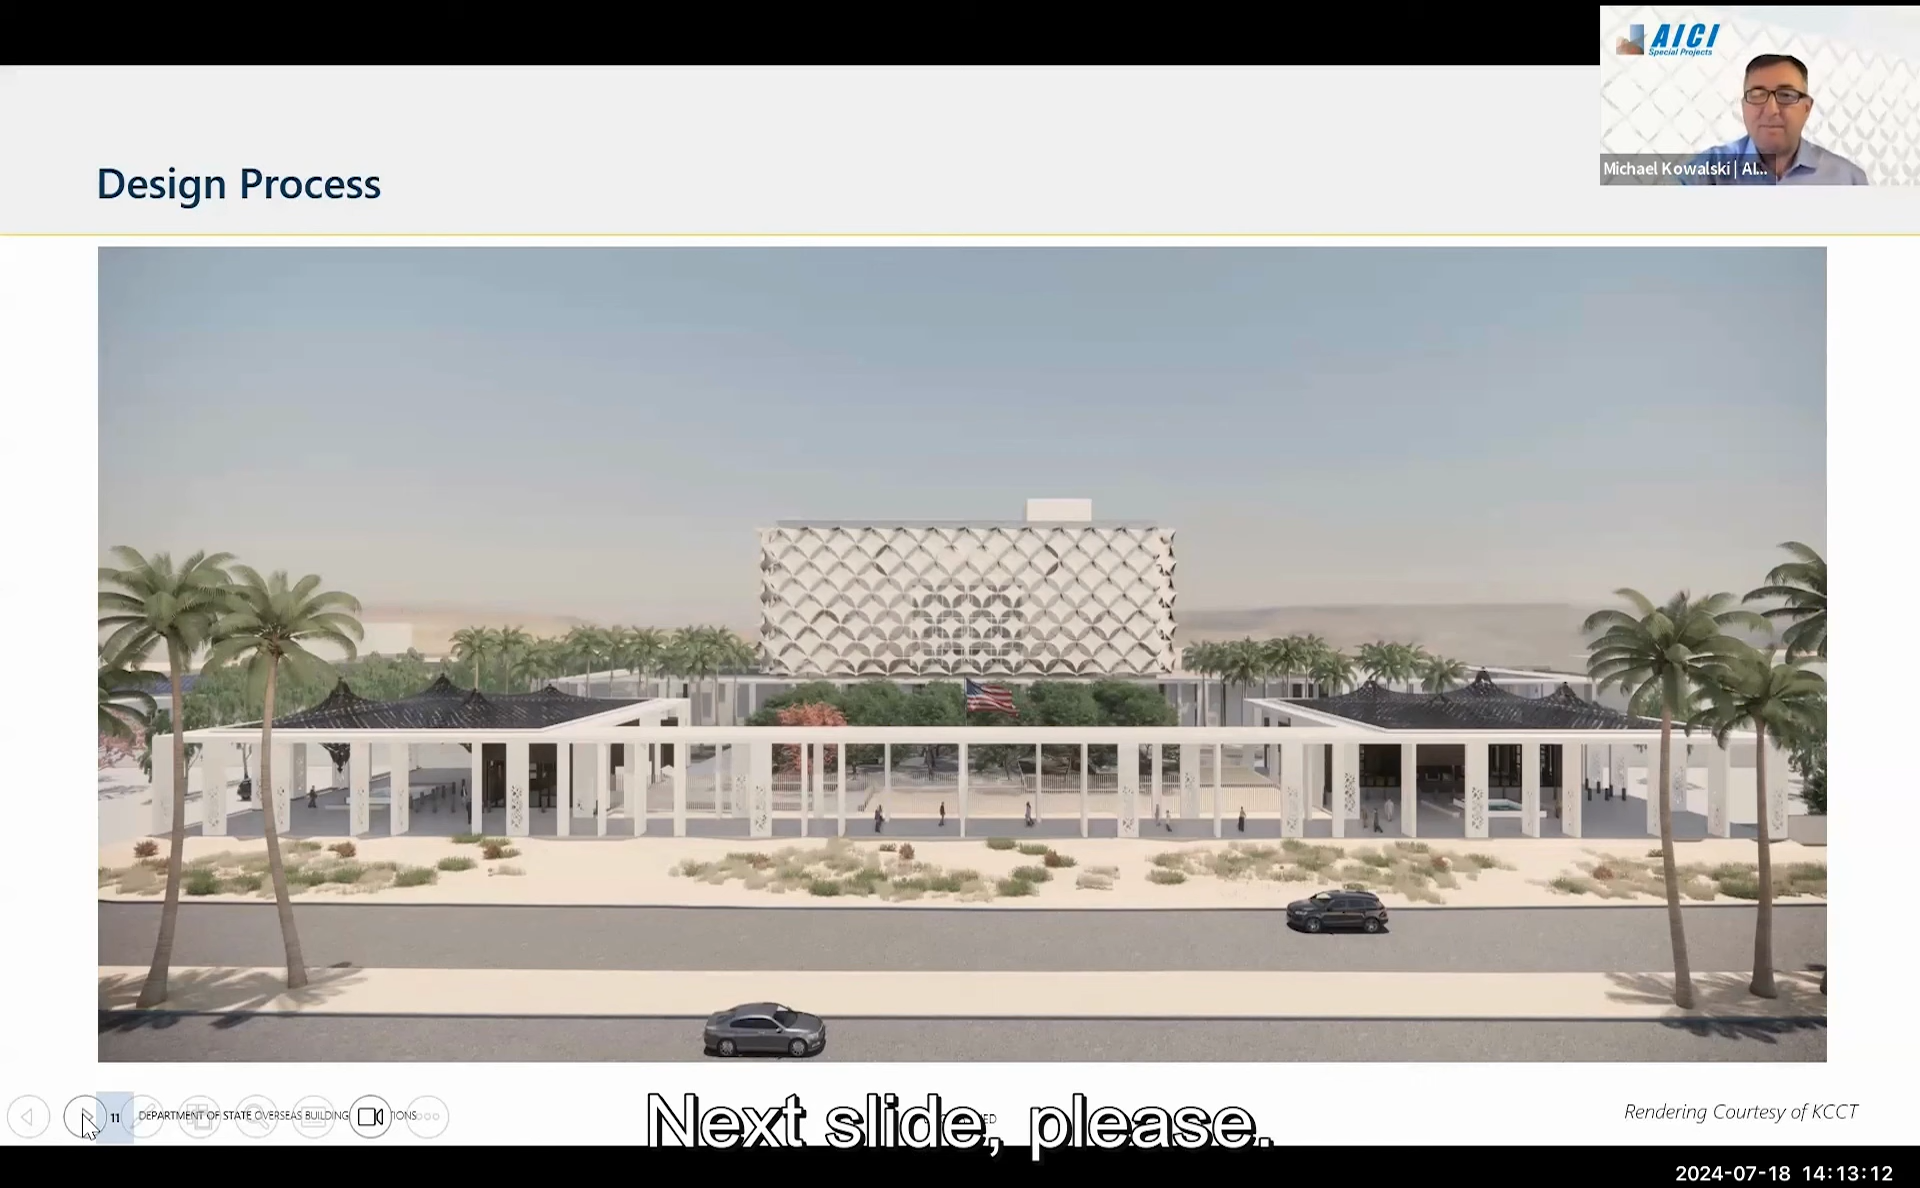 AICI
Special Projects
Michael Kowalski | AI...
Design Process
11
DEPARTMENT OF STATE OVERSEAS BUILDING TIONS
Next slide, please.
Rendering Courtesy of KCCT
2024-07-18 14:13:12